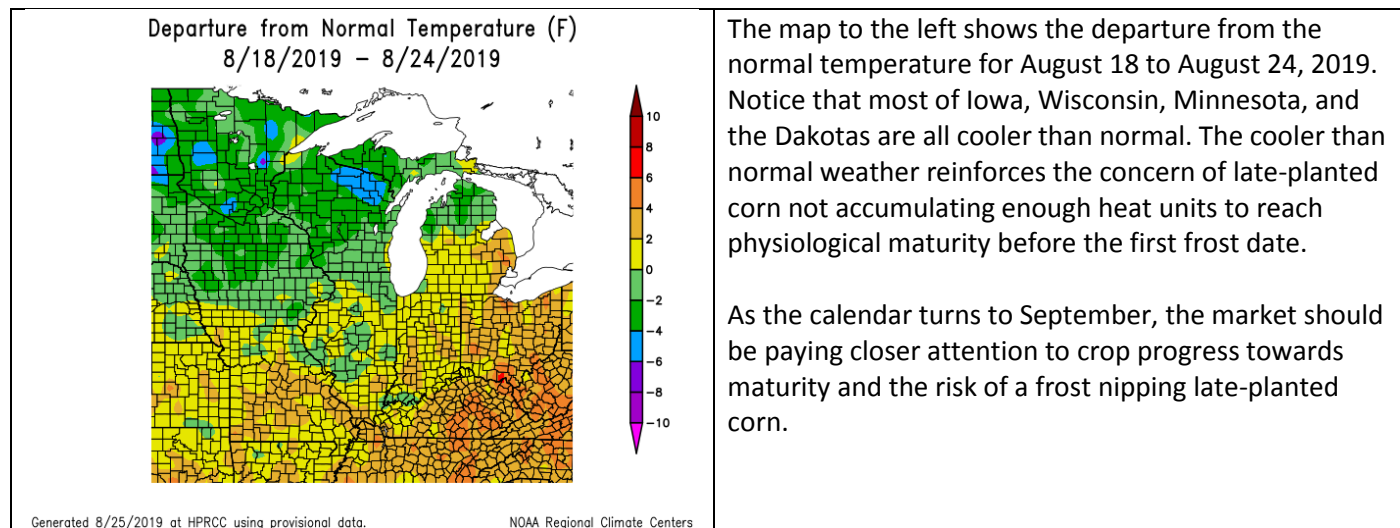 Departure from Normal Temperature (F)
8/18/2019 – 8/24/2019
10
8
6
4
2
0
−2
−4
−6
−8
−10
Generated 8/25/2019 at HPRCC using provisional data.
NOAA Regional Climate Centers
The map to the left shows the departure from the
normal temperature for August 18 to August 24, 2019.
Notice that most of Iowa, Wisconsin, Minnesota, and
the Dakotas are all cooler than normal. The cooler than
normal weather reinforces the concern of late-planted
corn not accumulating enough heat units to reach
physiological maturity before the first frost date.
As the calendar turns to September, the market should
be paying closer attention to crop progress towards
maturity and the risk of a frost nipping late-planted
corn.